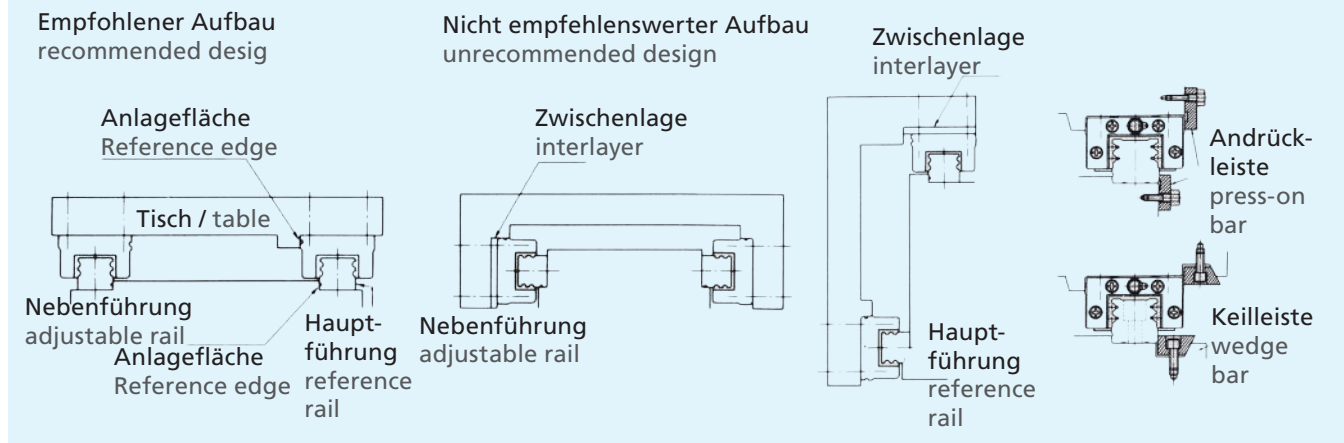 Empfohlener Aufbau
recommended desig
Nicht empfehlenswerter Aufbau
unrecommended design
Zwischenlage
interlayer
Anlagefläche
Reference edge
Zwischenlage
interlayer
Andrück-
leiste
press-on
bar
Tisch / table
Nebenführung
adjustable rail
Anlagefläche
Reference edge
Haupt-
führung
reference
rail
Nebenführung
adjustable rail
Haupt-
führung
reference
rail
Keilleiste
wedge
bar